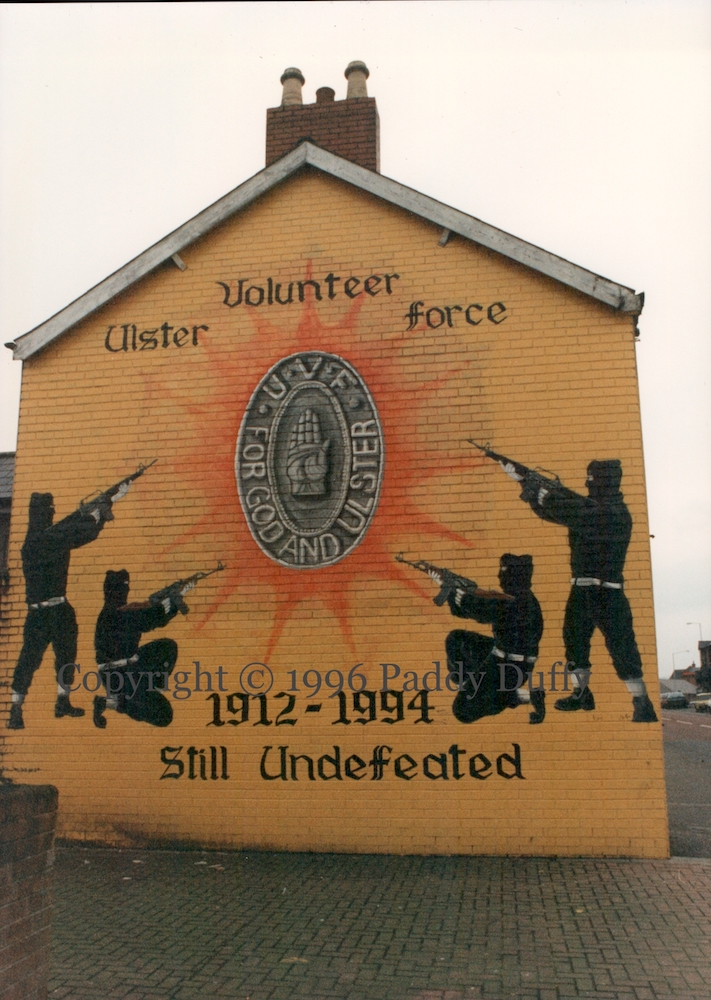 Ulster Volunteer force
U.V.F.
FOR GOD AND ULSTER
Copyright © 1996 Paddy Duffy
1912-1994
Still Undefeated